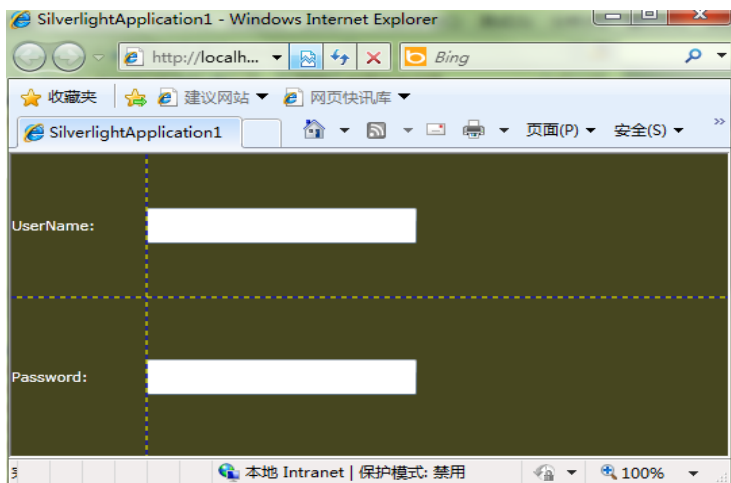 SilverlightApplication1 - Windows Internet Explorer
http://localh... Bing
收藏夹 建议网站 网页快讯库
SilverlightApplication1 页面(P) 安全(S) »
UserName:
Password:
本地 Intranet | 保护模式: 禁用 100%